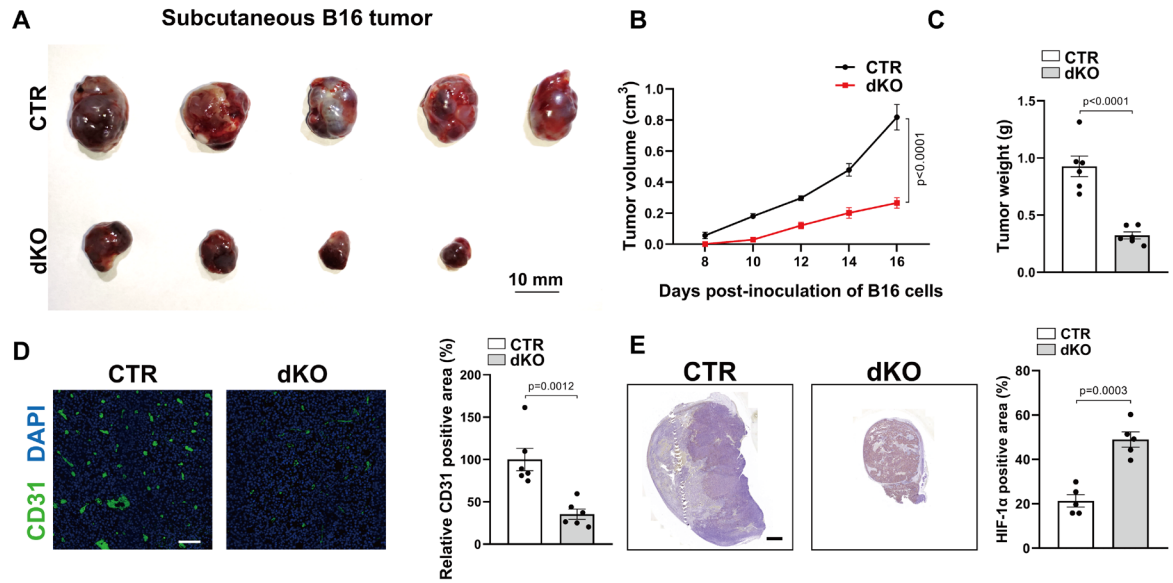 A
Subcutaneous B16 tumor
CTR
dKO
10 mm
B
CTR
dKO
Tumor volume (cm3)
1.0
0.8
0.6
0.4
0.2
0.0
p<0.0001
8 10 12 14 16
Days post-inoculation of B16 cells
C
CTR
dKO
Tumor weight (g)
1.5
1.0
0.5
0.0
p<0.0001
D
CTR dKO
CD31 DAPI
CTR
dKO
Relative CD31 positive area (%)
200
150
100
50
0
p=0.0012
E
CTR dKO
CTR
dKO
HIF-1α positive area (%)
80
60
40
20
0
p=0.0003